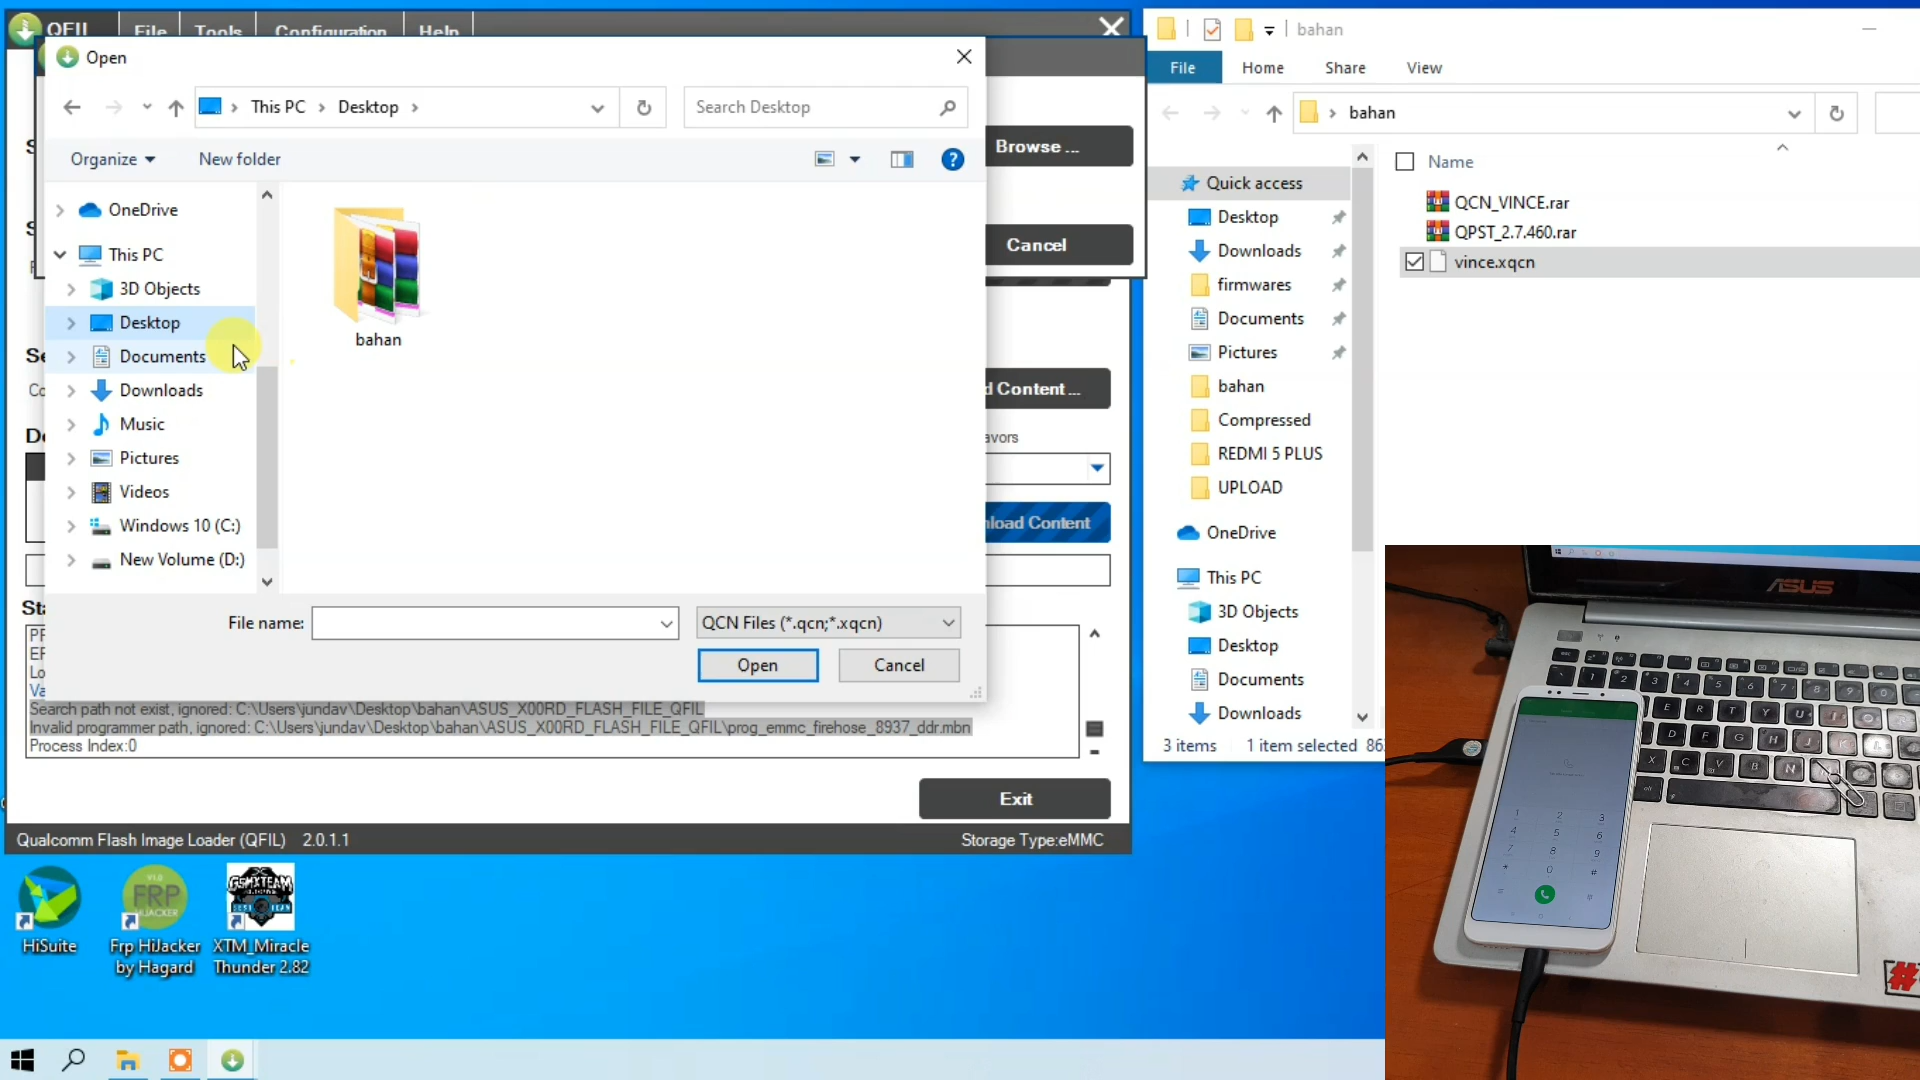 QFIL
File
Tools
Configuration
Help
Open
This PC
Desktop
Search Desktop
Organize
New folder
OneDrive
This PC
3D Objects
Desktop
Documents
Downloads
Music
Pictures
Videos
Windows 10 (C:)
New Volume (D:)
bahan
File name:
QCN Files (*.qcn;*.xqcn)
Open
Cancel
Browse ...
Cancel
d Content ...
avors
load Content
Search path not exist, ignored: C:\Users\jundav\Desktop\bahan\ASUS_X00RD_FLASH_FILE_QFIL
Invalid programmer path, ignored: C:\Users\jundav\Desktop\bahan\ASUS_X00RD_FLASH_FILE_QFIL\prog_emmc_firehose_8937_ddr.mbn
Process Index:0
Exit
Qualcomm Flash Image Loader (QFIL) 2.0.1.1
Storage Type:eMMC
HiSuite
Frp HiJacker
by Hagard
XTM_Miracle
Thunder 2.82
bahan
File
Home
Share
View
bahan
Name
QCN_VINCE.rar
QPST_2.7.460.rar
vince.xqcn
Quick access
Desktop
Downloads
firmwares
Documents
Pictures
bahan
Compressed
REDMI 5 PLUS
UPLOAD
OneDrive
This PC
3D Objects
Desktop
Documents
Downloads
3 items
1 item selected 86
ASUS